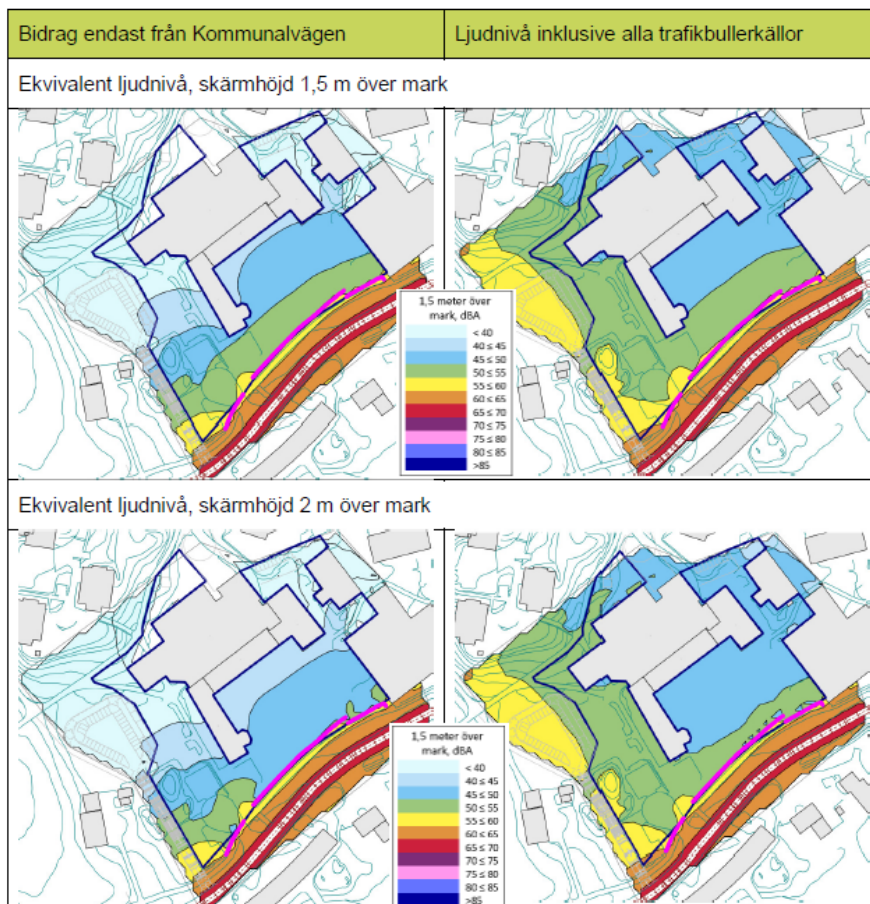 Bidrag endast från Kommunalvägen
Ljudnivå inklusive alla trafikbullerkällor
Ekvivalent ljudnivå, skärmhöjd 1,5 m över mark
1,5 meter över
mark, dBA
< 40
40 ≤ 45
45 ≤ 50
50 ≤ 55
55 ≤ 60
60 ≤ 65
65 ≤ 70
70 ≤ 75
75 ≤ 80
80 ≤ 85
>85
Ekvivalent ljudnivå, skärmhöjd 2 m över mark
1,5 meter över
mark, dBA
< 40
40 ≤ 45
45 ≤ 50
50 ≤ 55
55 ≤ 60
60 ≤ 65
65 ≤ 70
70 ≤ 75
75 ≤ 80
80 ≤ 85
>85